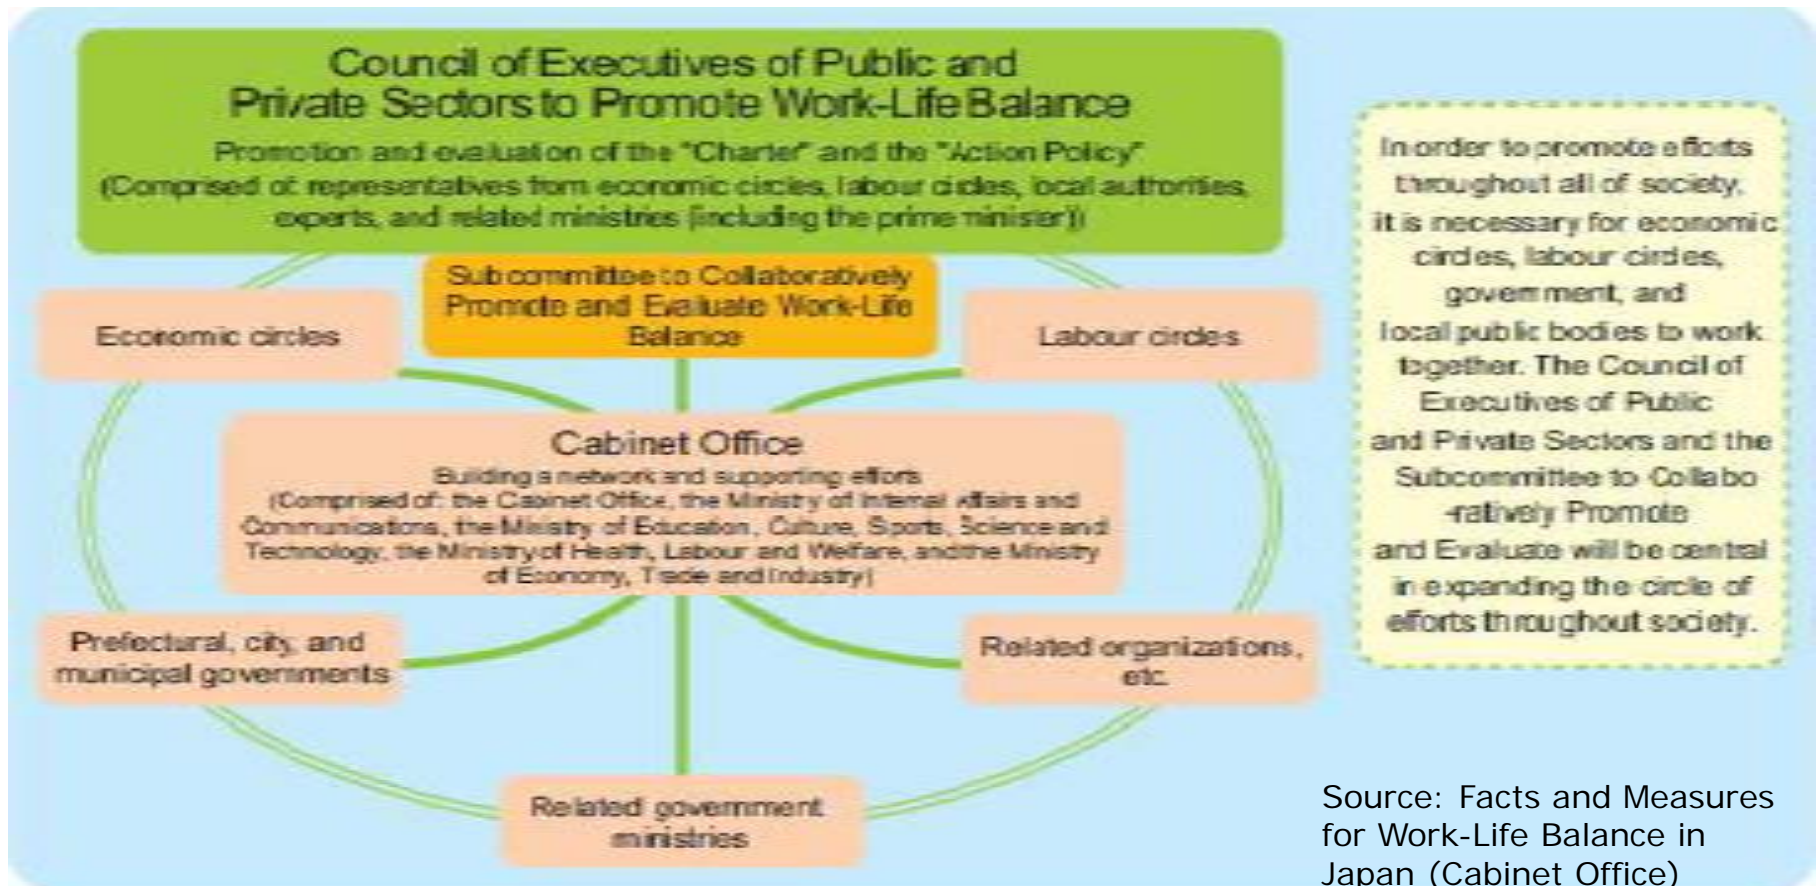 Council of Executives of Public and
Private Sectors to Promote Work-Life Balance
Promotion and evaluation of the "Charter" and the "Action Policy"
(Comprised of: representatives from economic circles, labour circles, local authorities,
experts, and related ministries (including the prime minister))
Subcommittee to Collaboratively
Promote and Evaluate Work-Life
Balance
Economic circles
Labour circles
Cabinet Office
Building a network and supporting efforts
(Comprised of: the Cabinet Office, the Ministry of Internal Affairs and
Communications, the Ministry of Education, Culture, Sports, Science and
Technology, the Ministry of Health, Labour and Welfare, and the Ministry
of Economy, Trade and Industry)
Prefectural, city, and
municipal governments
Related organizations,
etc.
Related government
ministries
In order to promote efforts
throughout all of society,
it is necessary for economic
circles, labour circles,
government, and
local public bodies to work
together. The Council of
Executives of Public
and Private Sectors and the
Subcommittee to Collabo
-ratively Promote
and Evaluate will be central
in expanding the circle of
efforts throughout society.
Source: Facts and Measures
for Work-Life Balance in
Japan (Cabinet Office)